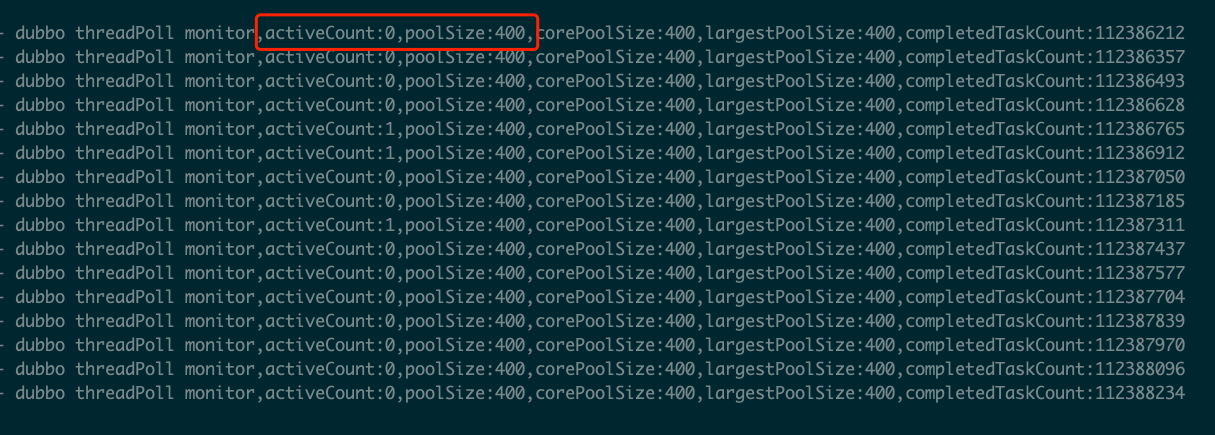 - dubbo threadPoll monitor,activeCount:0,poolSize:400,corePoolSize:400,largestPoolSize:400,completedTaskCount:112386212
- dubbo threadPoll monitor,activeCount:0,poolSize:400,corePoolSize:400,largestPoolSize:400,completedTaskCount:112386357
- dubbo threadPoll monitor,activeCount:0,poolSize:400,corePoolSize:400,largestPoolSize:400,completedTaskCount:112386493
- dubbo threadPoll monitor,activeCount:0,poolSize:400,corePoolSize:400,largestPoolSize:400,completedTaskCount:112386628
- dubbo threadPoll monitor,activeCount:1,poolSize:400,corePoolSize:400,largestPoolSize:400,completedTaskCount:112386765
- dubbo threadPoll monitor,activeCount:1,poolSize:400,corePoolSize:400,largestPoolSize:400,completedTaskCount:112386912
- dubbo threadPoll monitor,activeCount:0,poolSize:400,corePoolSize:400,largestPoolSize:400,completedTaskCount:112387050
- dubbo threadPoll monitor,activeCount:0,poolSize:400,corePoolSize:400,largestPoolSize:400,completedTaskCount:112387185
- dubbo threadPoll monitor,activeCount:1,poolSize:400,corePoolSize:400,largestPoolSize:400,completedTaskCount:112387311
- dubbo threadPoll monitor,activeCount:0,poolSize:400,corePoolSize:400,largestPoolSize:400,completedTaskCount:112387437
- dubbo threadPoll monitor,activeCount:0,poolSize:400,corePoolSize:400,largestPoolSize:400,completedTaskCount:112387577
- dubbo threadPoll monitor,activeCount:0,poolSize:400,corePoolSize:400,largestPoolSize:400,completedTaskCount:112387704
- dubbo threadPoll monitor,activeCount:0,poolSize:400,corePoolSize:400,largestPoolSize:400,completedTaskCount:112387839
- dubbo threadPoll monitor,activeCount:0,poolSize:400,corePoolSize:400,largestPoolSize:400,completedTaskCount:112387970
- dubbo threadPoll monitor,activeCount:0,poolSize:400,corePoolSize:400,largestPoolSize:400,completedTaskCount:112388096
- dubbo threadPoll monitor,activeCount:0,poolSize:400,corePoolSize:400,largestPoolSize:400,completedTaskCount:112388234